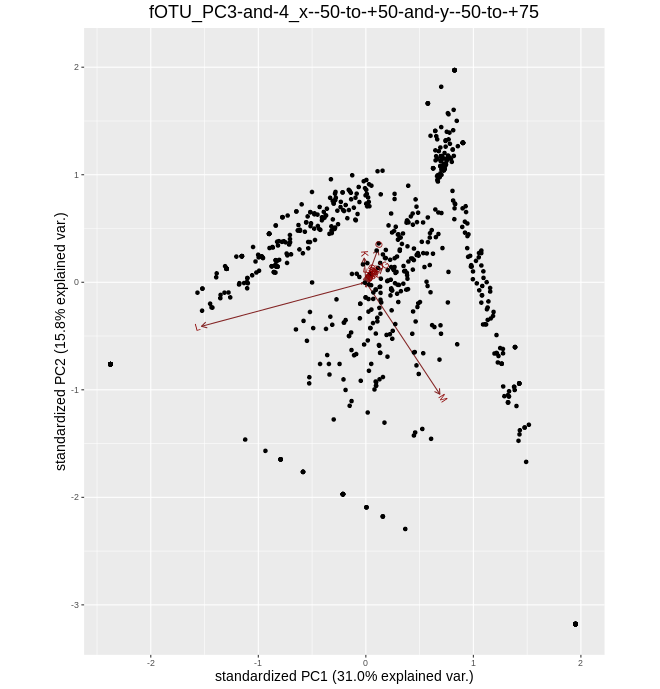 fOTU_PC3-and-4_x--50-to-+50-and-y--50-to-+75
standardized PC2 (15.8% explained var.)
2
1
0
-1
-2
-3
L
K
M
-2
-1
0
1
2
standardized PC1 (31.0% explained var.)